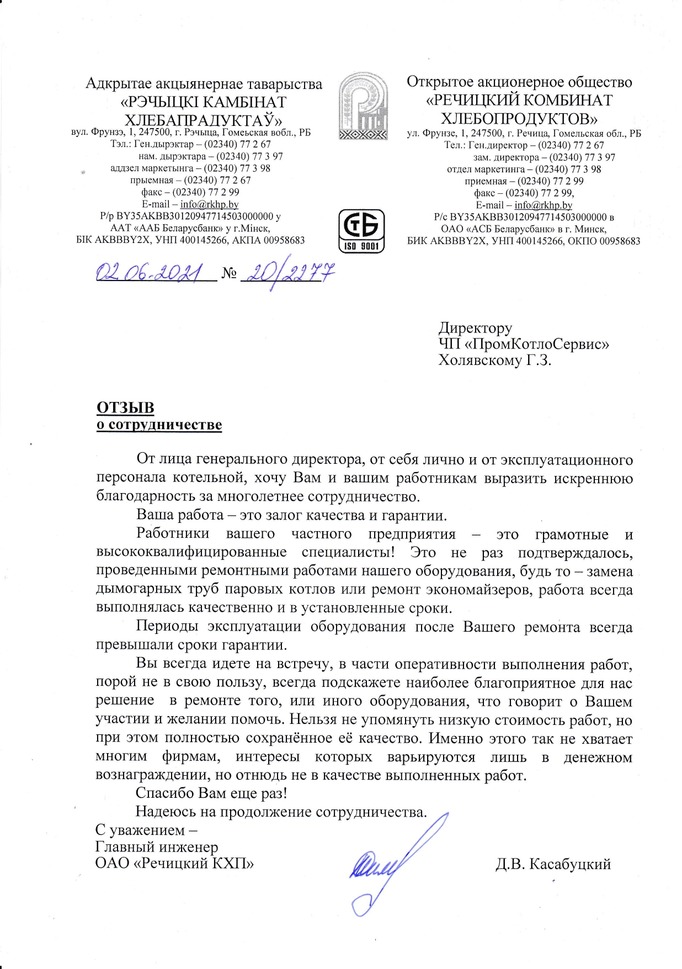 Адкрытае акцыянернае таварыства
«РЭЧЫЦКІ КАМБІНАТ
ХЛЕБАПРАДУКТАЎ»
вул. Фрунзэ, 1, 247500, г. Рэчыца, Гомеьская вобл., РБ
Тэл.: Ген.дырэктар – (02340) 77 2 67
нам. дырэктара – (02340) 77 3 97
аддзел маркетынга – (02340) 77 3 98
прыемная – (02340) 77 2 67
факс – (02340) 77 2 99
E-mail – info@rkhp.by
Р/р BY35AKBB30120947714503000000 у
ААТ «ААБ Беларусбанк» у г.Мінск,
БІК AKBBBY2X, УНП 400145266, АКПА 00958683
СТБ
ISO 9001
Открытое акционерное общество
«РЕЧИЦКИЙ КОМБИНАТ
ХЛЕБОПРОДУКТОВ»
ул. Фрунзе, 1, 247500, г. Речица, Гомельская обл., РБ
Тел.: Ген.директор – (02340) 77 2 67
зам. директора – (02340) 77 3 97
отдел маркетинга – (02340) 77 3 98
приемная – (02340) 77 2 99
факс – (02340) 77 2 99,
E-mail – info@rkhp.by
Р/с BY35AKBB30120947714503000000 в
ОАО «АСБ Беларусбанк» в г. Минск,
БИК AKBBBY2X, УНП 400145266, ОКПО 00958683
02.06.2021 № 20/2277
Директору
ЧП «ПромКотлоСервис»
Холявскому Г.З.
ОТЗЫВ
о сотрудничестве
От лица генерального директора, от себя лично и от эксплуатационного
персонала котельной, хочу Вам и вашим работникам выразить искреннюю
благодарность за многолетнее сотрудничество.
Ваша работа – это залог качества и гарантии.
Работники вашего частного предприятия – это грамотные и
высококвалифицированные специалисты! Это не раз подтверждалось,
проведенными ремонтными работами нашего оборудования, будь то – замена
дымогарных труб паровых котлов или ремонт экономайзеров, работа всегда
выполнялась качественно и в установленные сроки.
Периоды эксплуатации оборудования после Вашего ремонта всегда
превышали сроки гарантии.
Вы всегда идете на встречу, в части оперативности выполнения работ,
порой не в свою пользу, всегда подскажете наиболее благоприятное для нас
решение в ремонте того, или иного оборудования, что говорит о Вашем
участии и желании помочь. Нельзя не упомянуть низкую стоимость работ, но
при этом полностью сохранённое её качество. Именно этого так не хватает
многим фирмам, интересы которых варьируются лишь в денежном
вознаграждении, но отнюдь не в качестве выполненных работ.
Спасибо Вам еще раз!
Надеюсь на продолжение сотрудничества.
С уважением –
Главный инженер
ОАО «Речицкий КХП» Д.В. Касабуцкий